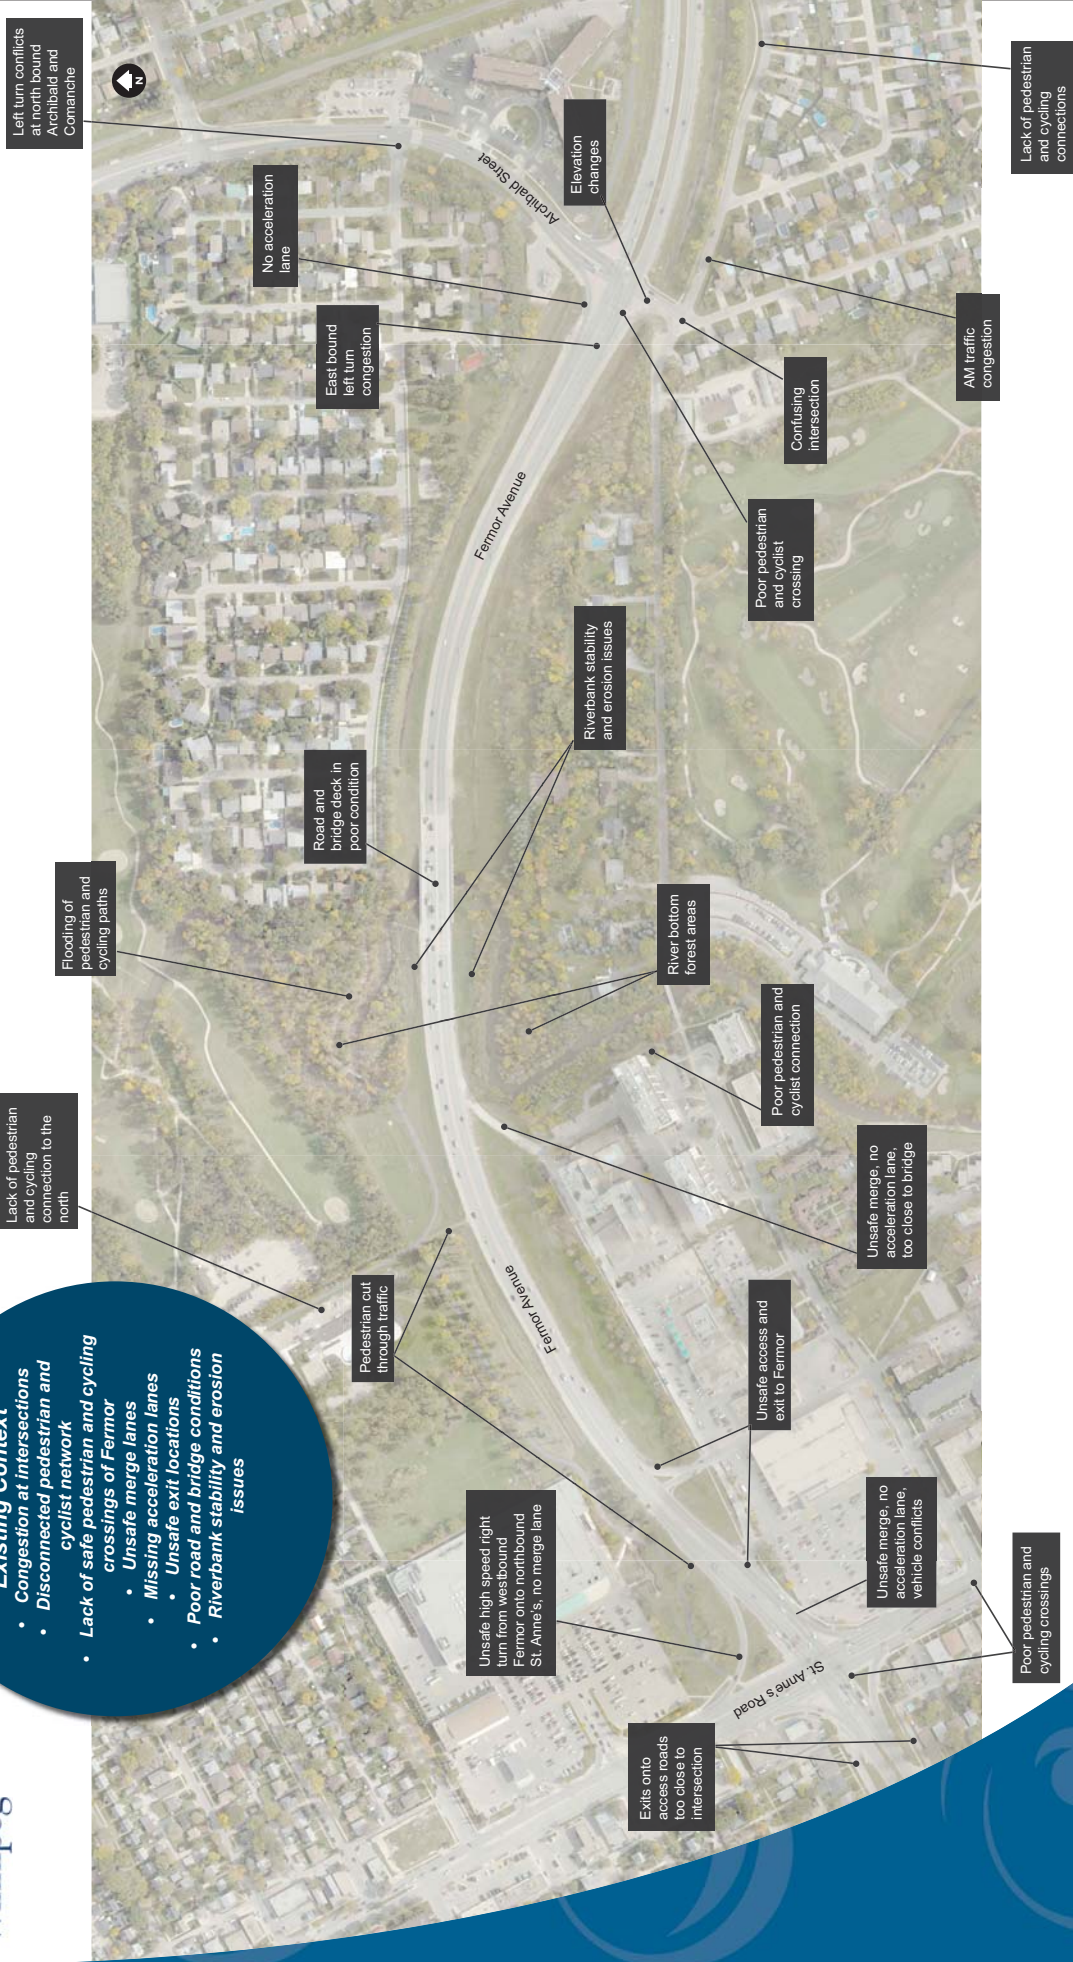 Existing Context
• Congestion at intersections
• Disconnected pedestrian and
cyclist network
• Lack of safe pedestrian and cycling
crossings of Fermor
• Unsafe merge lanes
• Missing acceleration lanes
• Unsafe exit locations
• Poor road and bridge conditions
• Riverbank stability and erosion
issues
Lack of pedestrian
and cycling
connection to the
north
Flooding of
pedestrian and
cycling paths
Left turn conflicts
at north bound
Archibald and
Comanche
N
Road and
bridge deck in
poor condition
East bound
left turn
congestion
No acceleration
lane
Archibald Street
Elevation
changes
Pedestrian cut
through traffic
Fermor Avenue
Fermor Avenue
Riverbank stability
and erosion issues
Unsafe high speed right
turn from westbound
Fermor onto northbound
St. Anne's, no merge lane
River bottom
forest areas
Exits onto
access roads
too close to
intersection
St. Anne's Road
Unsafe access and
exit to Fermor
Poor pedestrian and
cyclist connection
Poor pedestrian
and cyclist
crossing
Confusing
intersection
Unsafe merge, no
acceleration lane,
vehicle conflicts
Unsafe merge, no
acceleration lane,
too close to bridge
AM traffic
congestion
Poor pedestrian and
cycling crossings
Lack of pedestrian
and cycling
connections